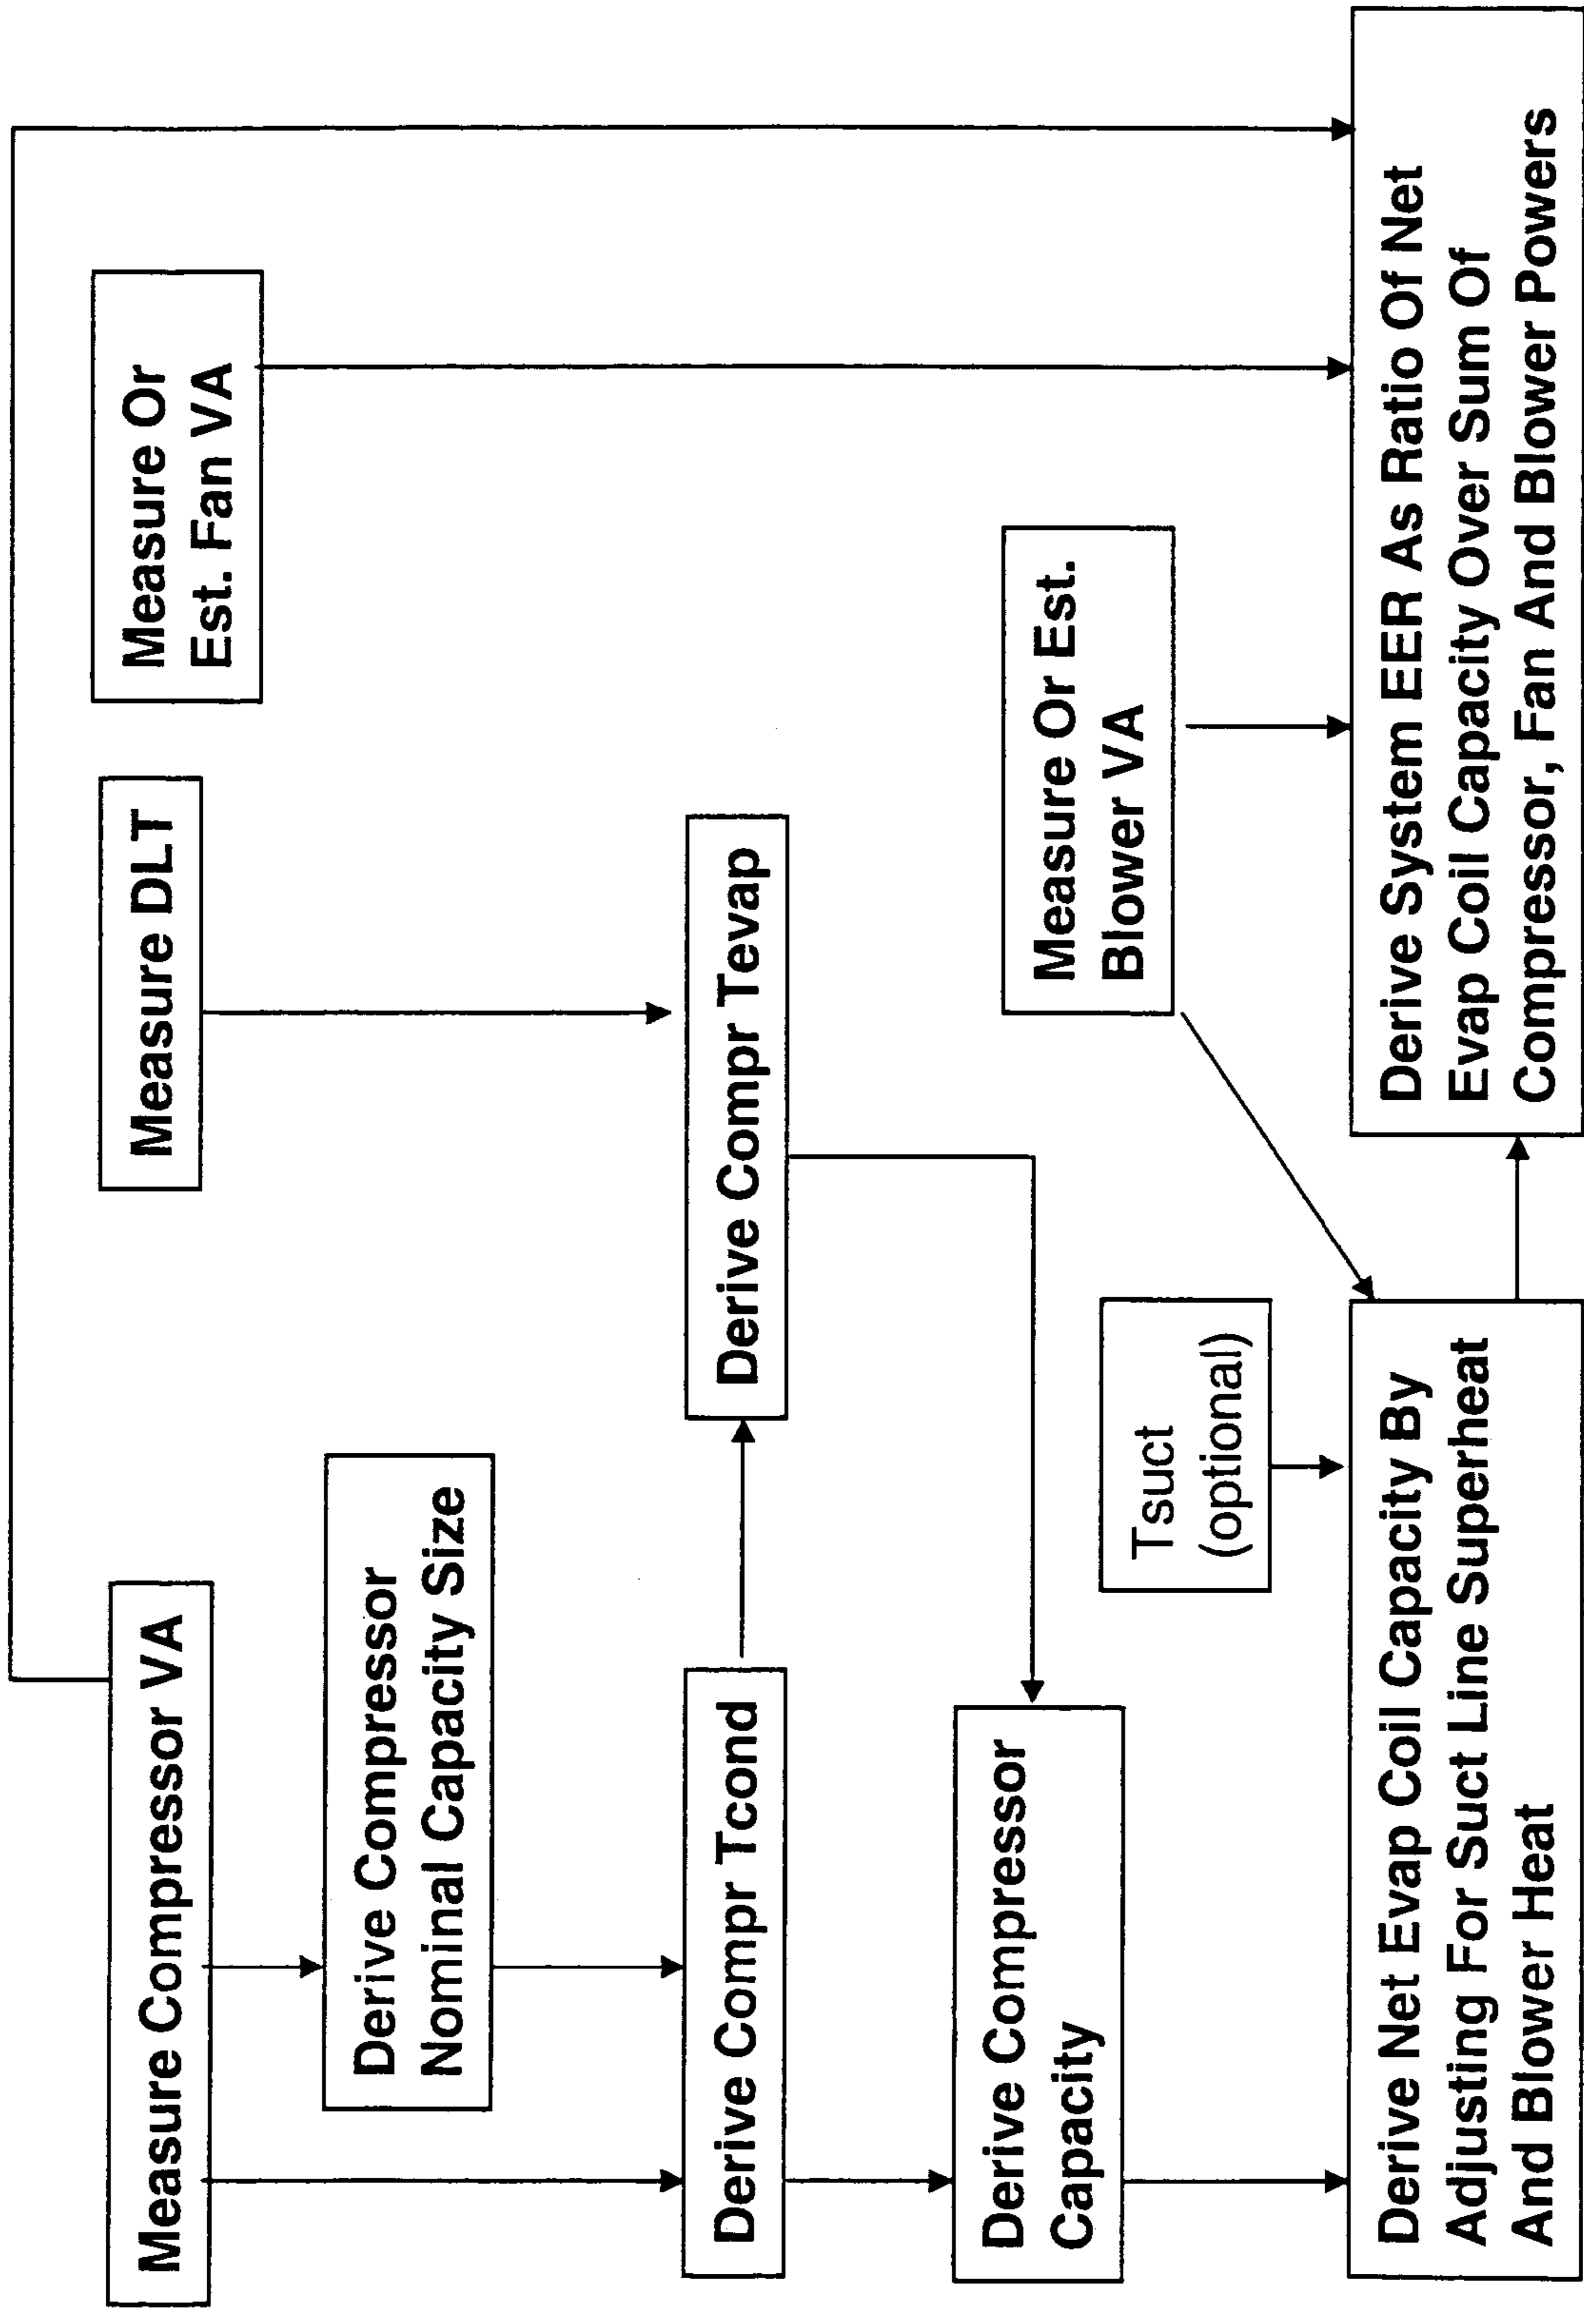 Measure Compressor VA
Measure DLT
Measure Or
Est. Fan VA
Derive Compressor
Nominal Capacity Size
Derive Compr Tcond
Derive Compr Tevap
Derive Compressor
Capacity
Measure Or Est.
Blower VA
Tsuct
(optional)
Derive Net Evap Coil Capacity By
Adjusting For Suct Line Superheat
And Blower Heat
Derive System EER As Ratio Of Net
Evap Coil Capacity Over Sum Of
Compressor, Fan And Blower Powers